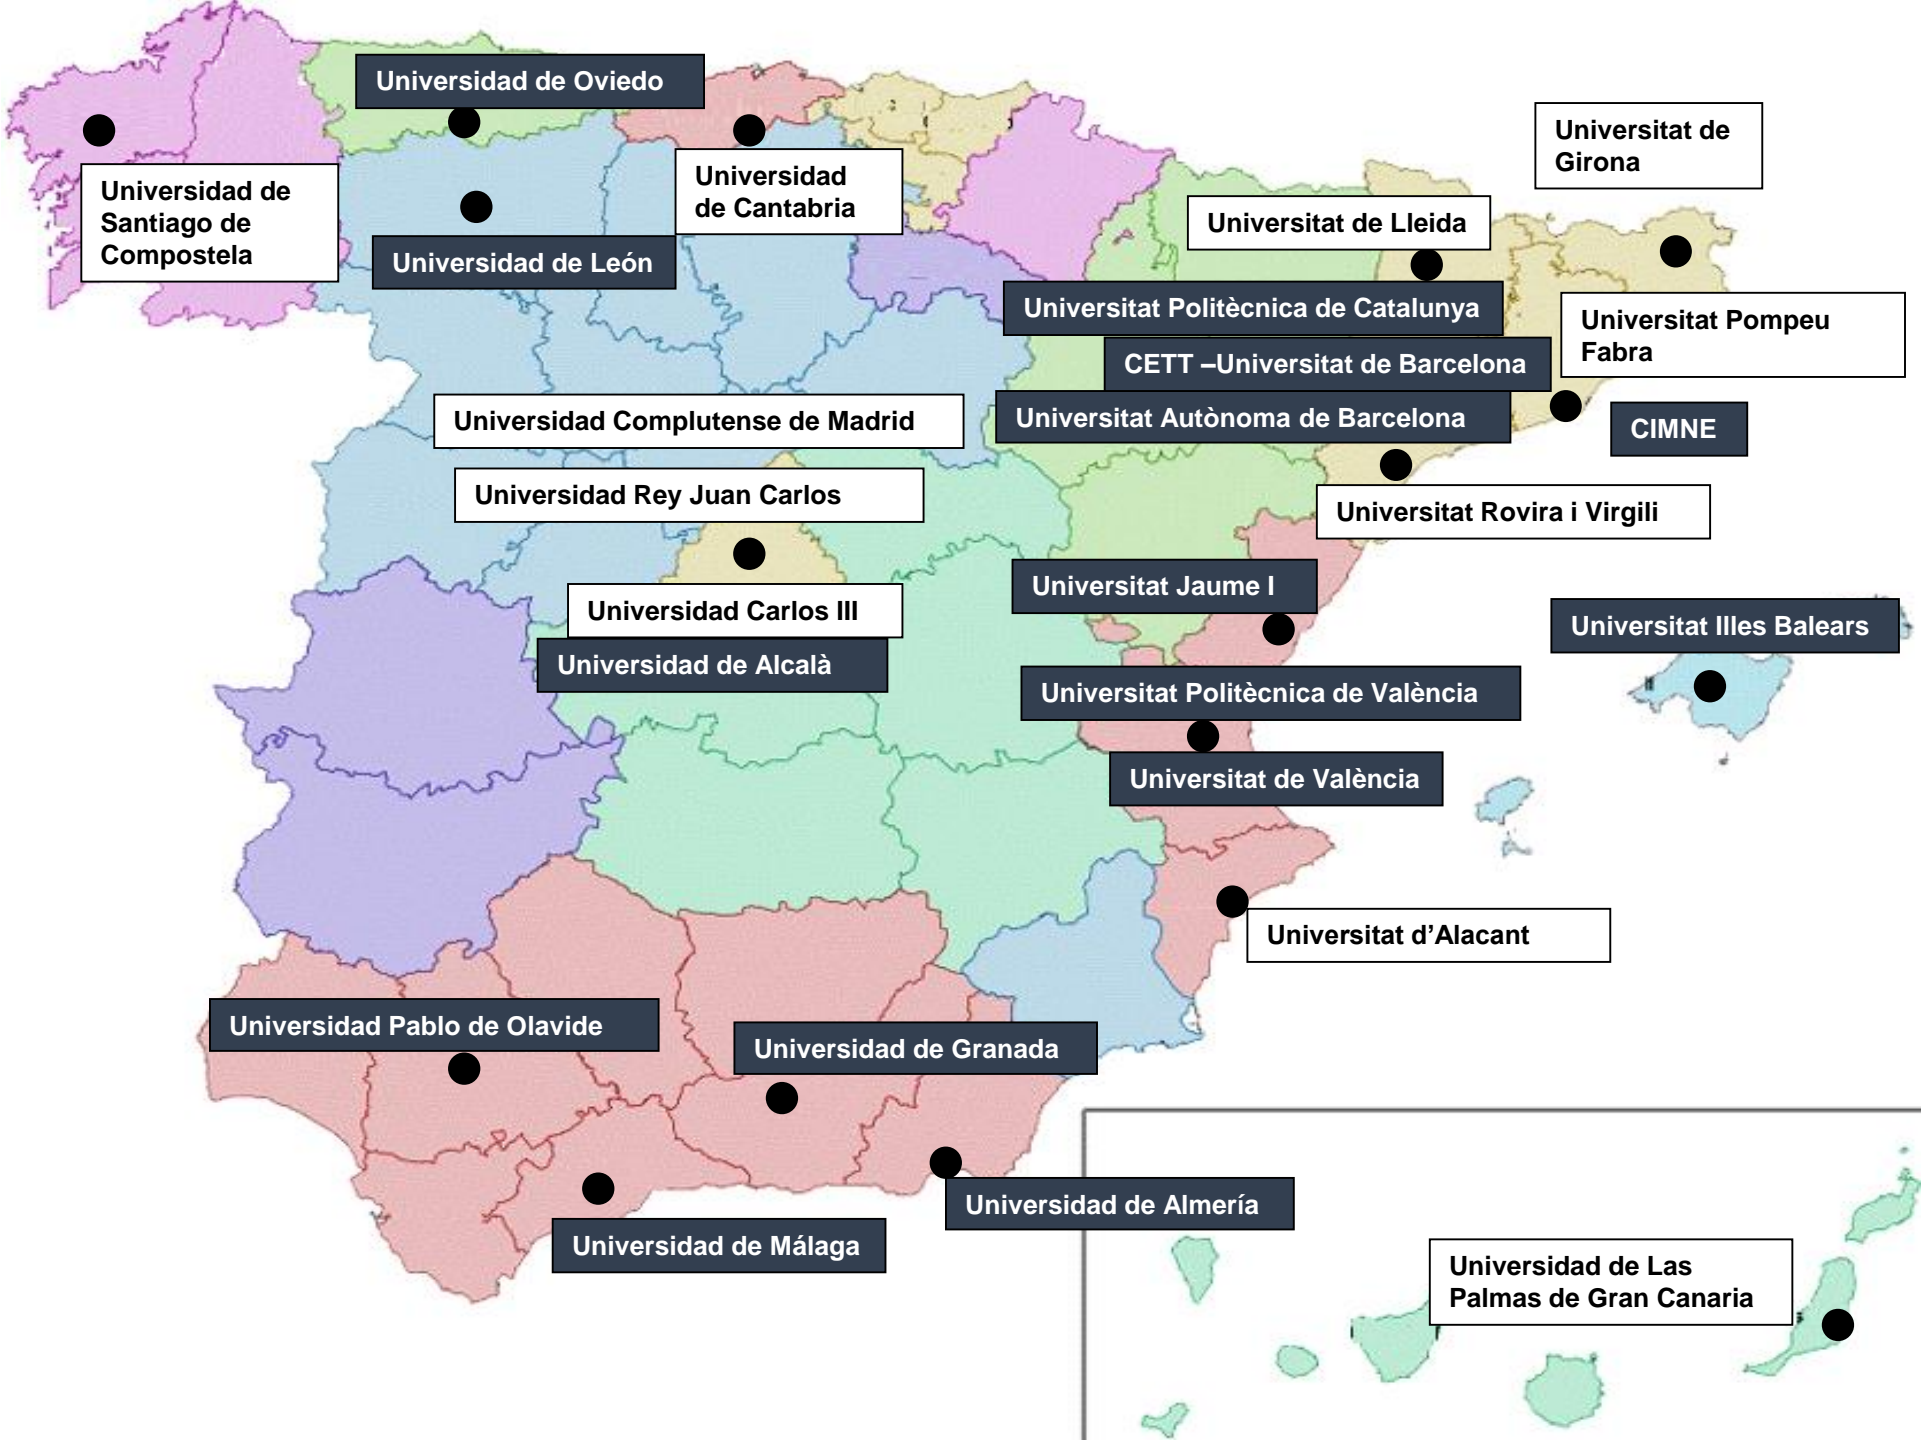 Universidad de Oviedo
Universitat de
Girona
Universidad de
Santiago de
Compostela
Universidad
de Cantabria
Universitat de Lleida
Universidad de León
Universitat Politècnica de Catalunya
Universitat Pompeu
Fabra
CETT –Universitat de Barcelona
Universidad Complutense de Madrid
Universitat Autònoma de Barcelona
CIMNE
Universidad Rey Juan Carlos
Universitat Rovira i Virgili
Universitat Jaume I
Universidad Carlos III
Universitat Illes Balears
Universidad de Alcalà
Universitat Politècnica de València
Universitat de València
Universitat d’Alacant
Universidad Pablo de Olavide
Universidad de Granada
Universidad de Almería
Universidad de Málaga
Universidad de Las
Palmas de Gran Canaria